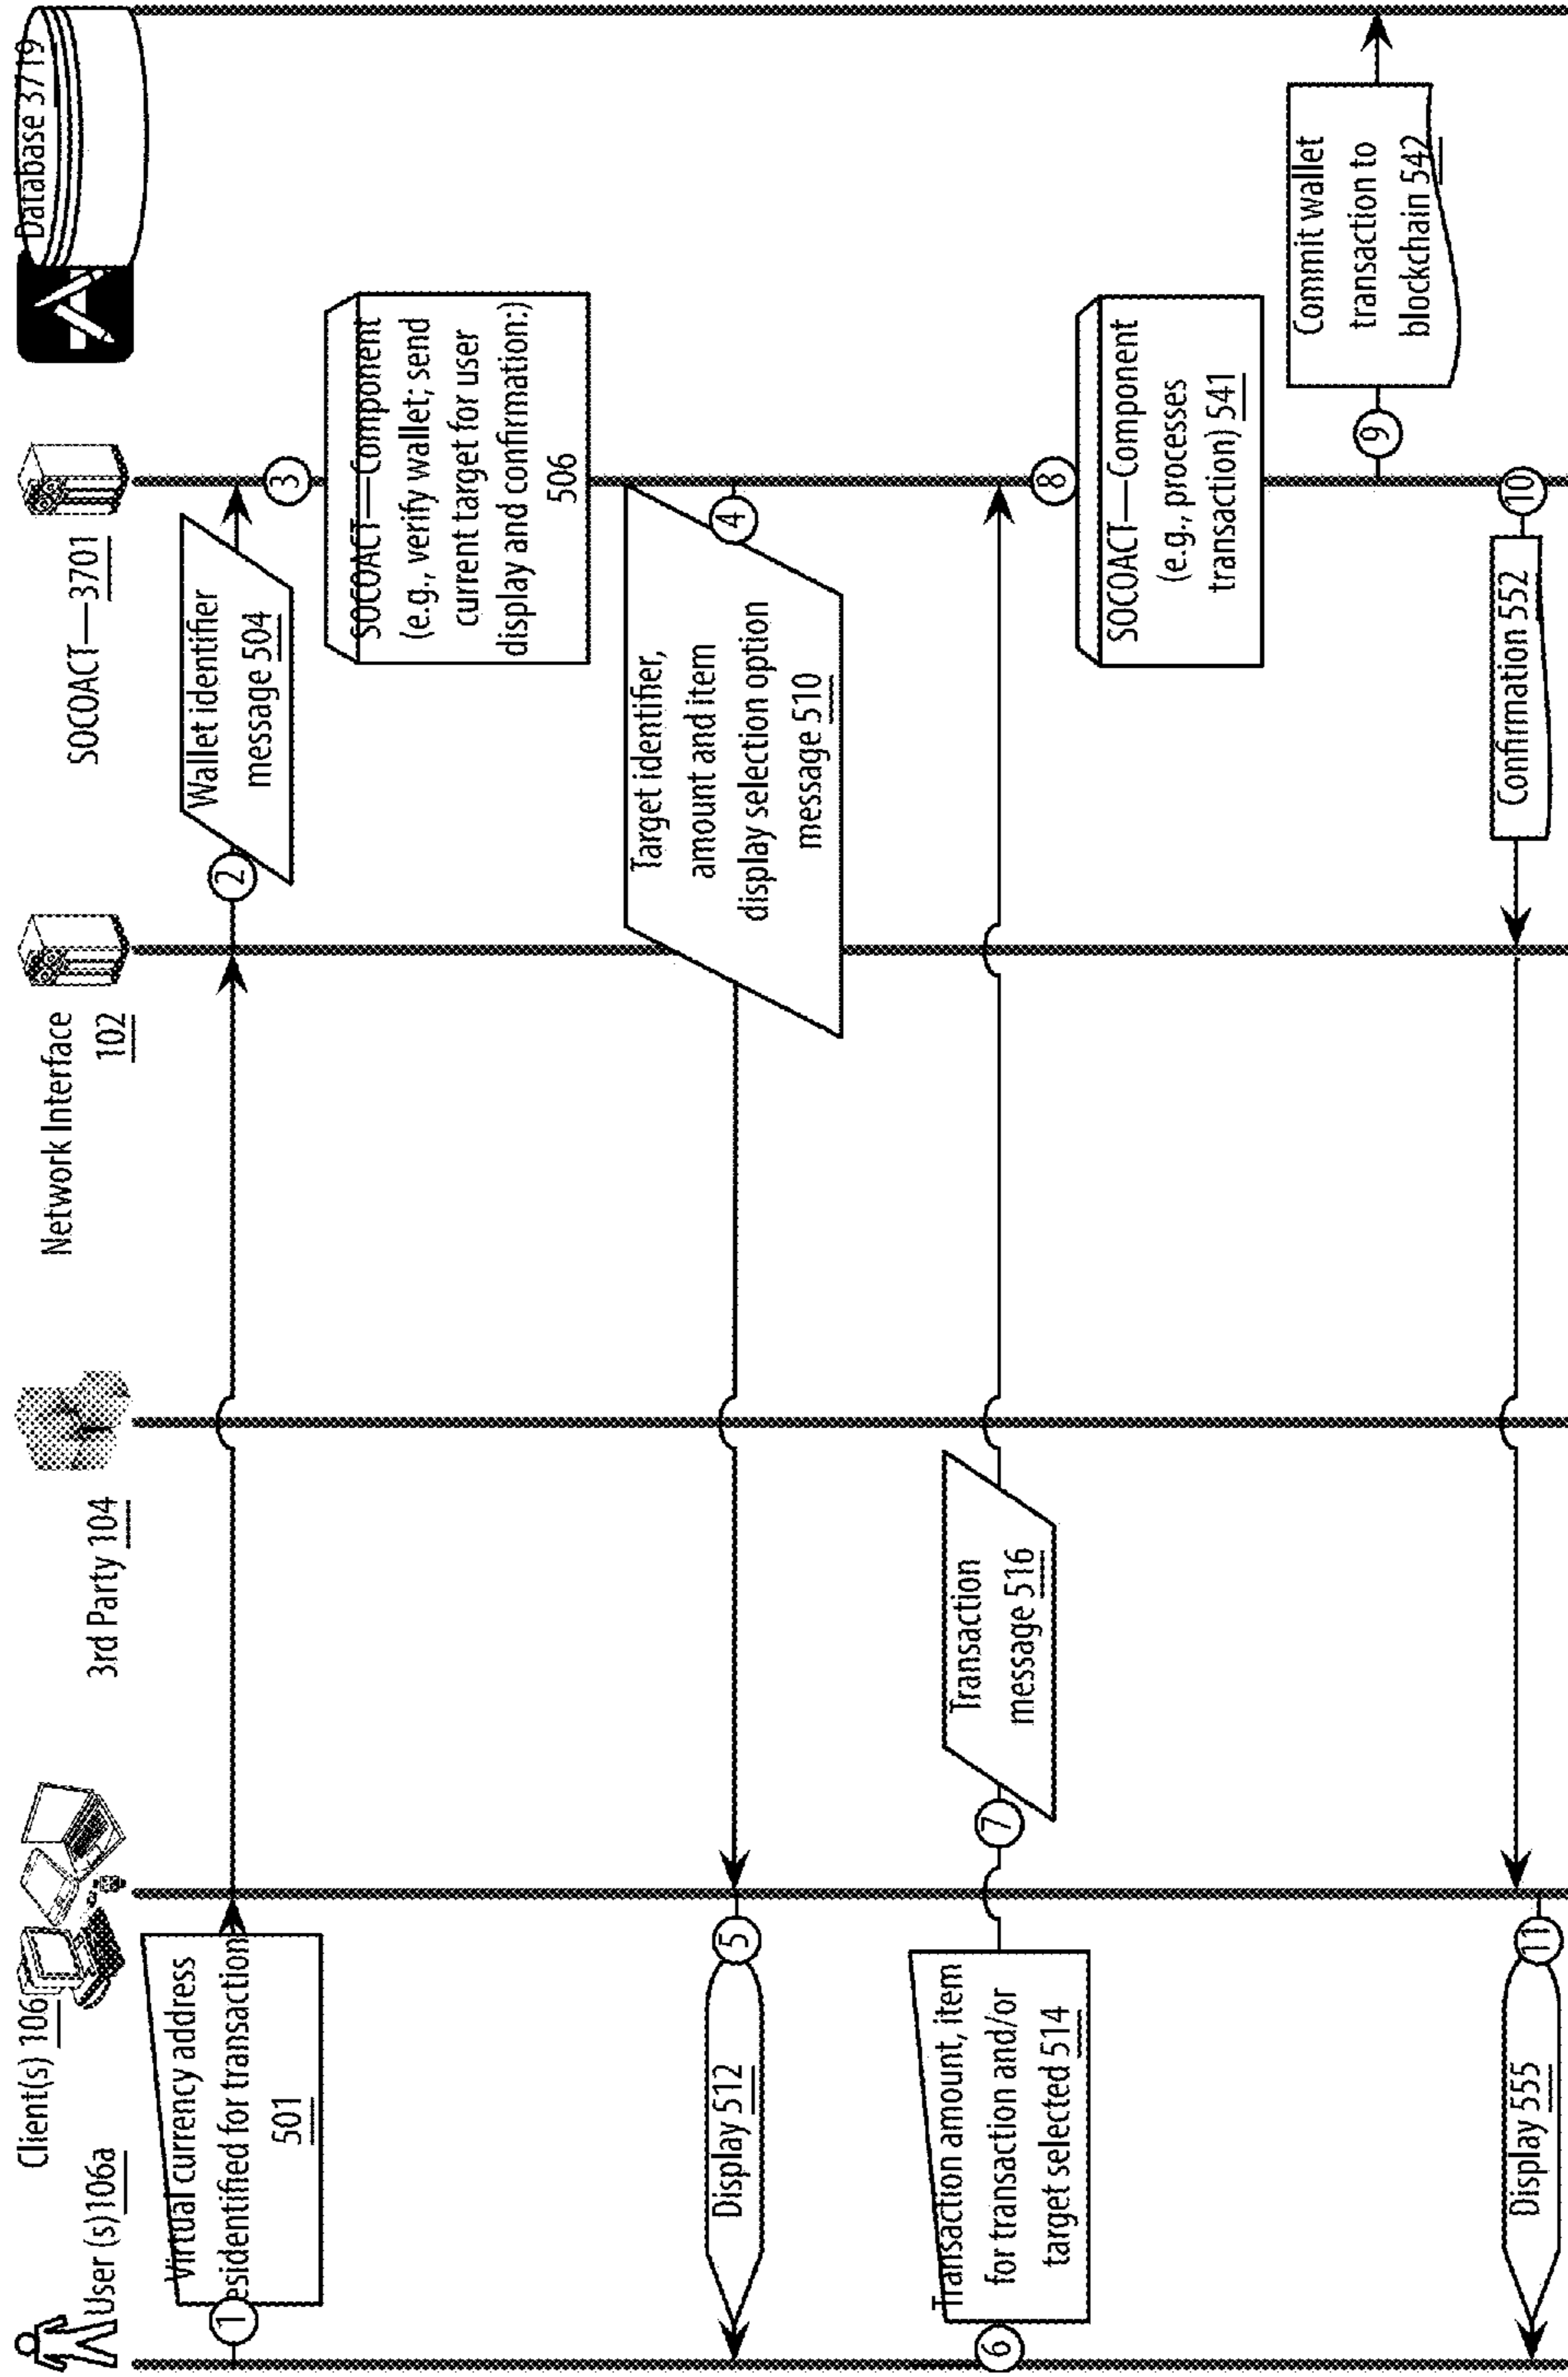 User (s)106a
Client(s) 106
3rd Party 104
Network Interface
102
SOCOACT—3701
Database 3719
1
Virtual currency address
esidentified for transaction
501
2
Wallet identifier
message 504
3
SOCOACT—Component
(e.g., verify wallet; send
current target for user
display and confirmation:)
506
4
Target identifier,
amount and item
display selection option
message 510
5
Display 512
6
Transaction amount, item
for transaction and/or
target selected 514
7
Transaction
message 516
8
SOCOACT—Component
(e.g., processes
transaction) 541
9
Commit wallet
transaction to
blockchain 542
10
Confirmation 552
11
Display 555